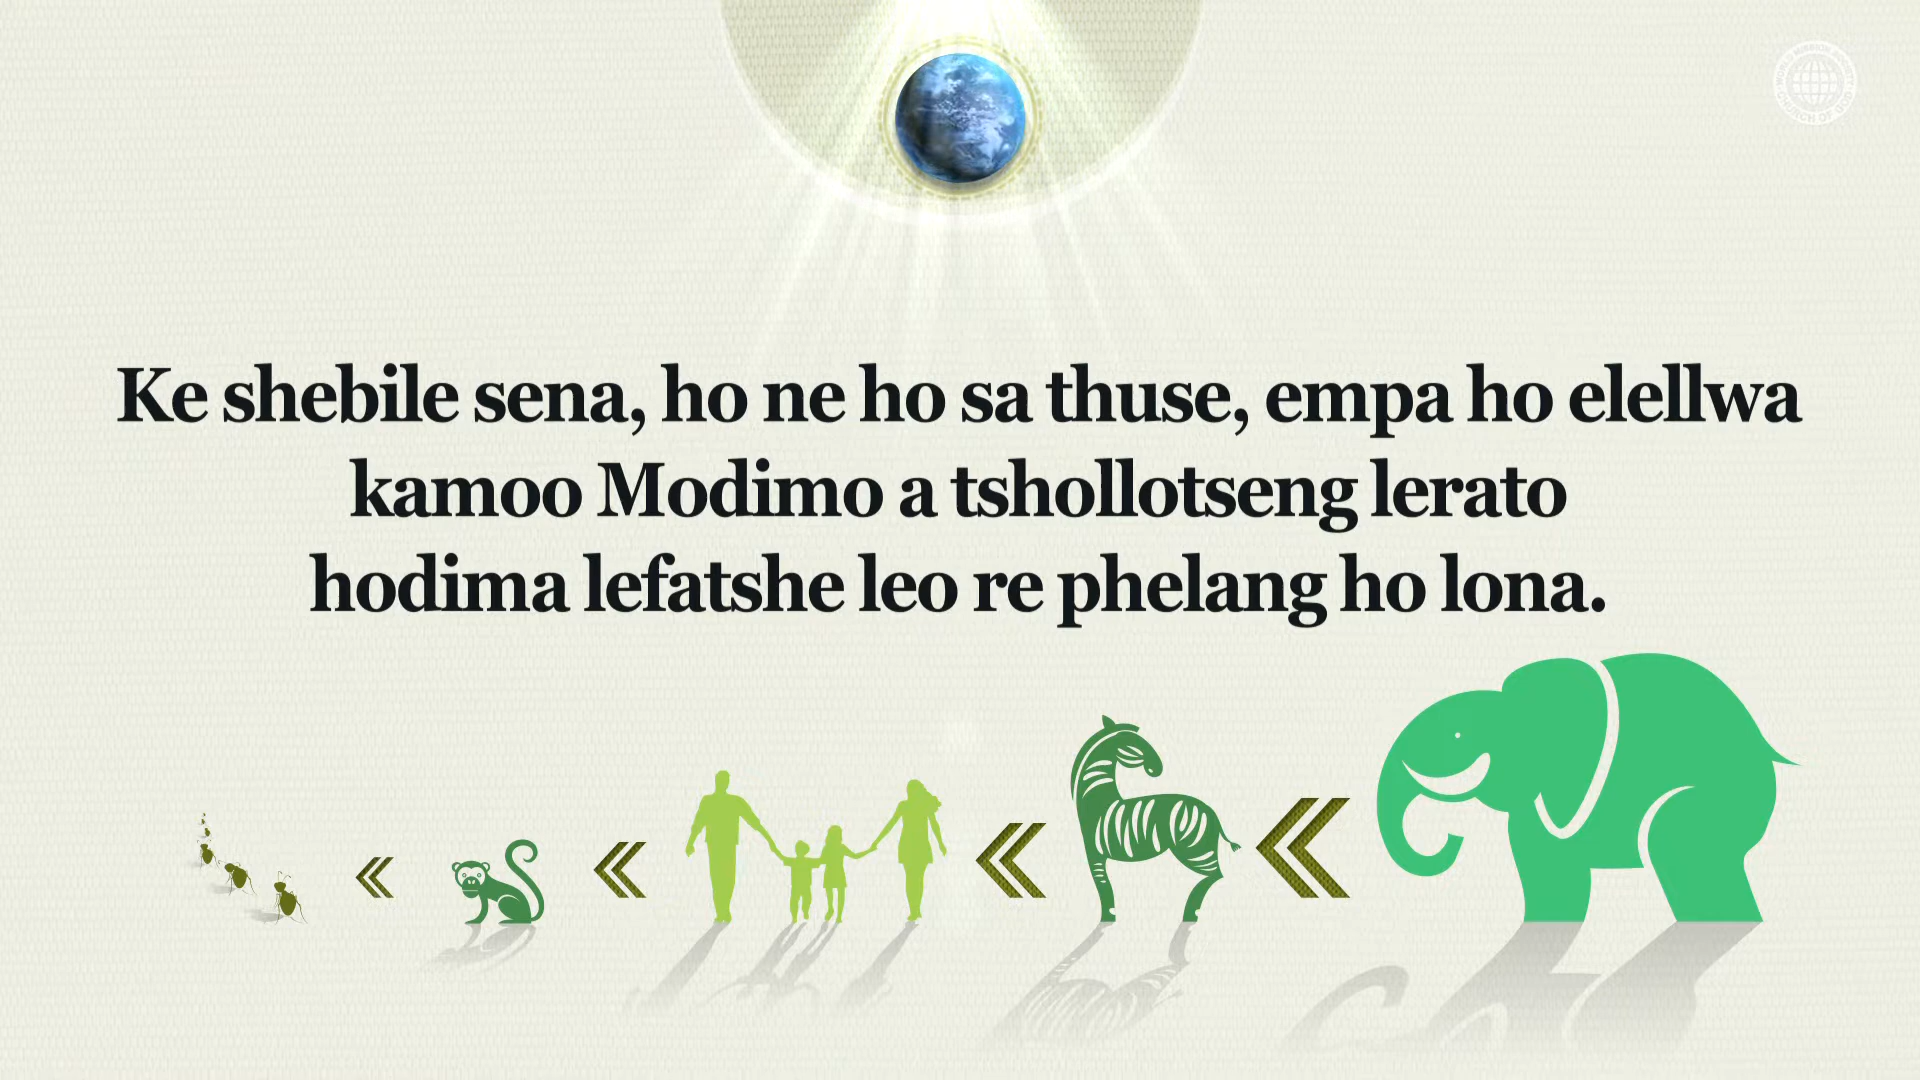 Ke shebile sena, ho ne ho sa thuse, empa ho elellwa
kamoo Modimo a tshollotseng lerato
hodima lefatshe leo re phelang ho lona.